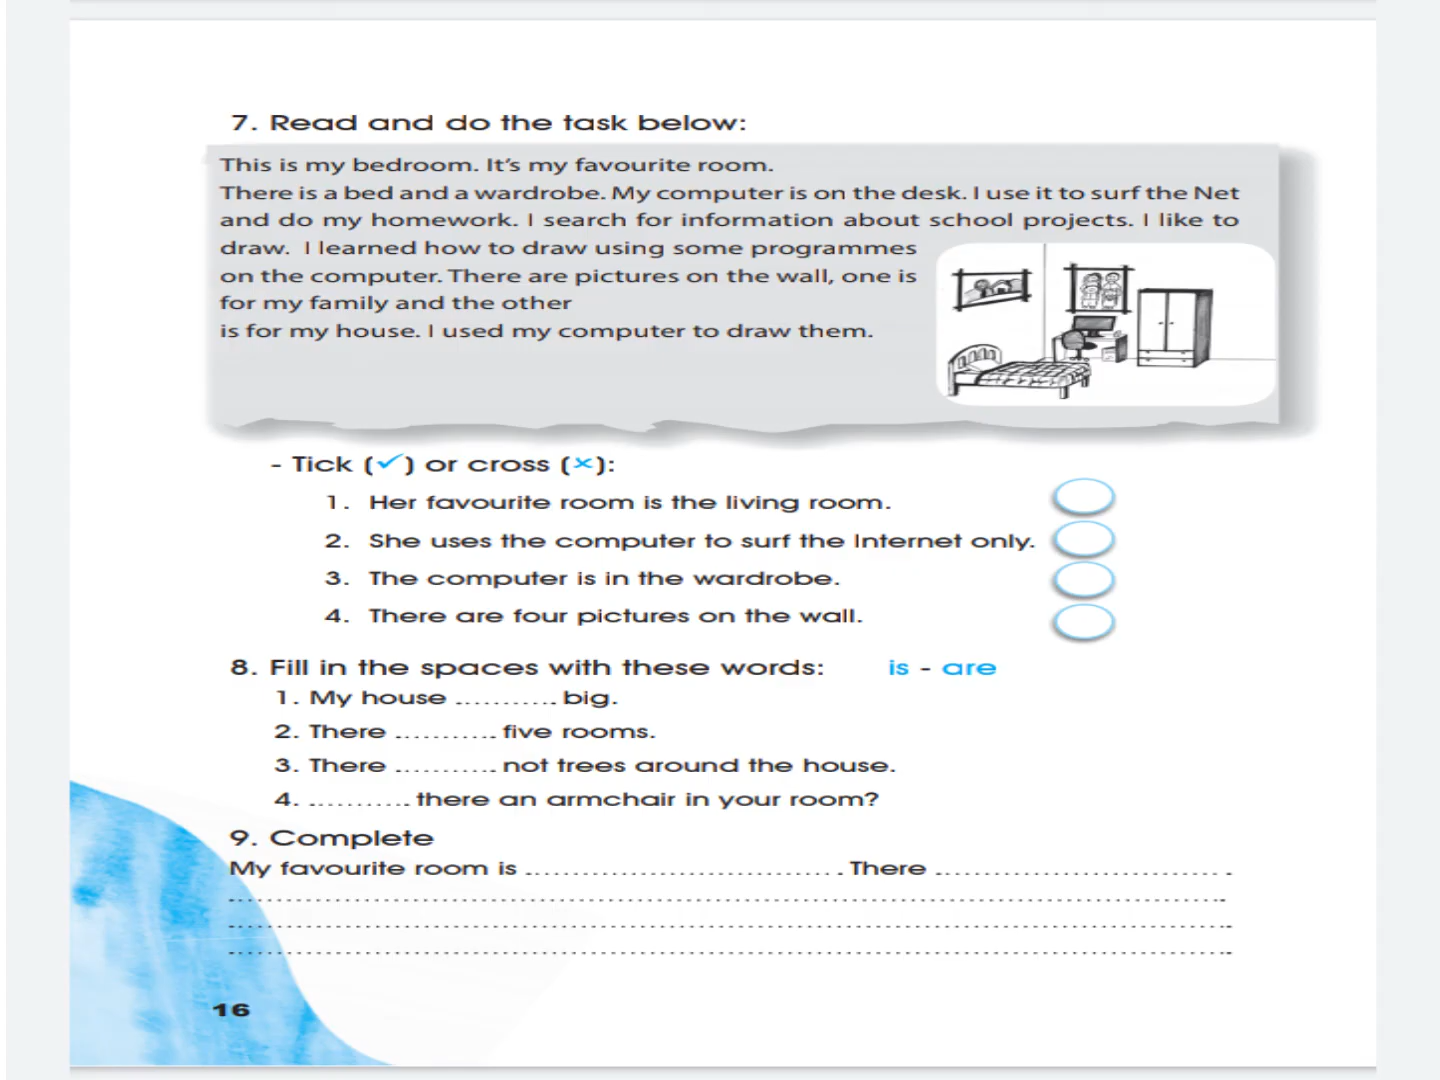 7. Read and do the task below:
This is my bedroom. It's my favourite room.
There is a bed and a wardrobe. My computer is on the desk. I use it to surf the Net
and do my homework. I search for information about school projects. I like to
draw. I learned how to draw using some programmes
on the computer. There are pictures on the wall, one is
for my family and the other
is for my house. I used my computer to draw them.
- Tick (✓) or cross (×):
1. Her favourite room is the living room.
2. She uses the computer to surf the Internet only.
3. The computer is in the wardrobe.
4. There are four pictures on the wall.
8. Fill in the spaces with these words: is - are
1. My house ........... big.
2. There ........... five rooms.
3. There ........... not trees around the house.
4. ........... there an armchair in your room?
9. Complete
My favourite room is .................................. There ................................
16